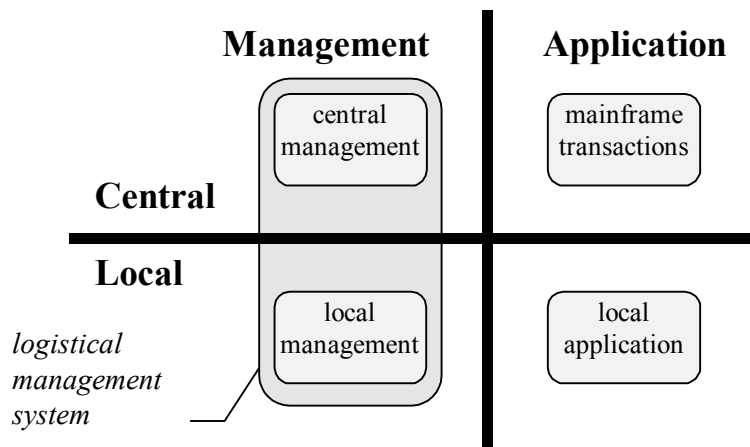 Management
Application
central
management
mainframe
transactions
Central
Local
local
management
local
application
logistical
management
system